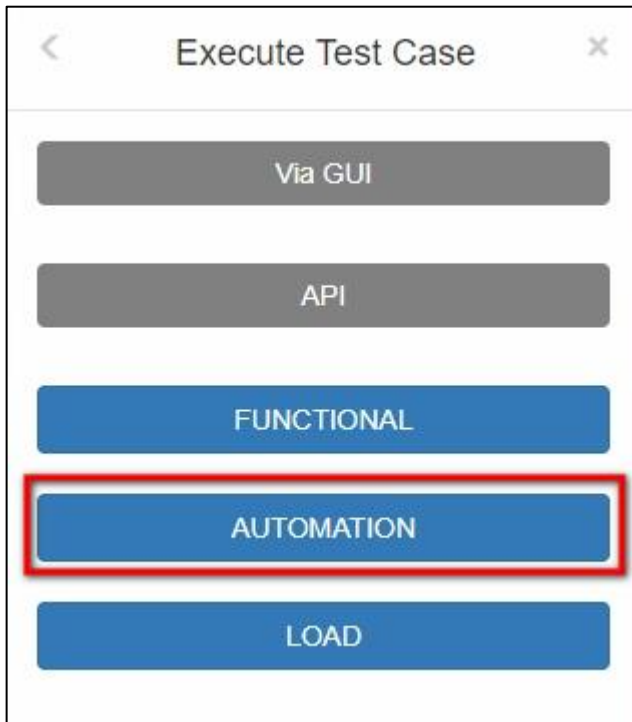 Execute Test Case
Via GUI
API
FUNCTIONAL
AUTOMATION
LOAD